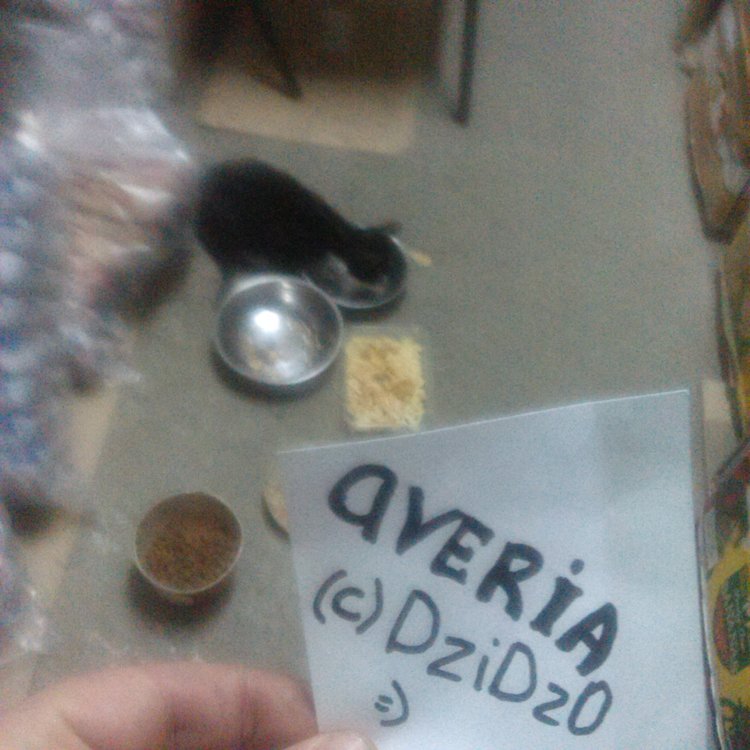 aVERiA
(c) DziDzO
=)